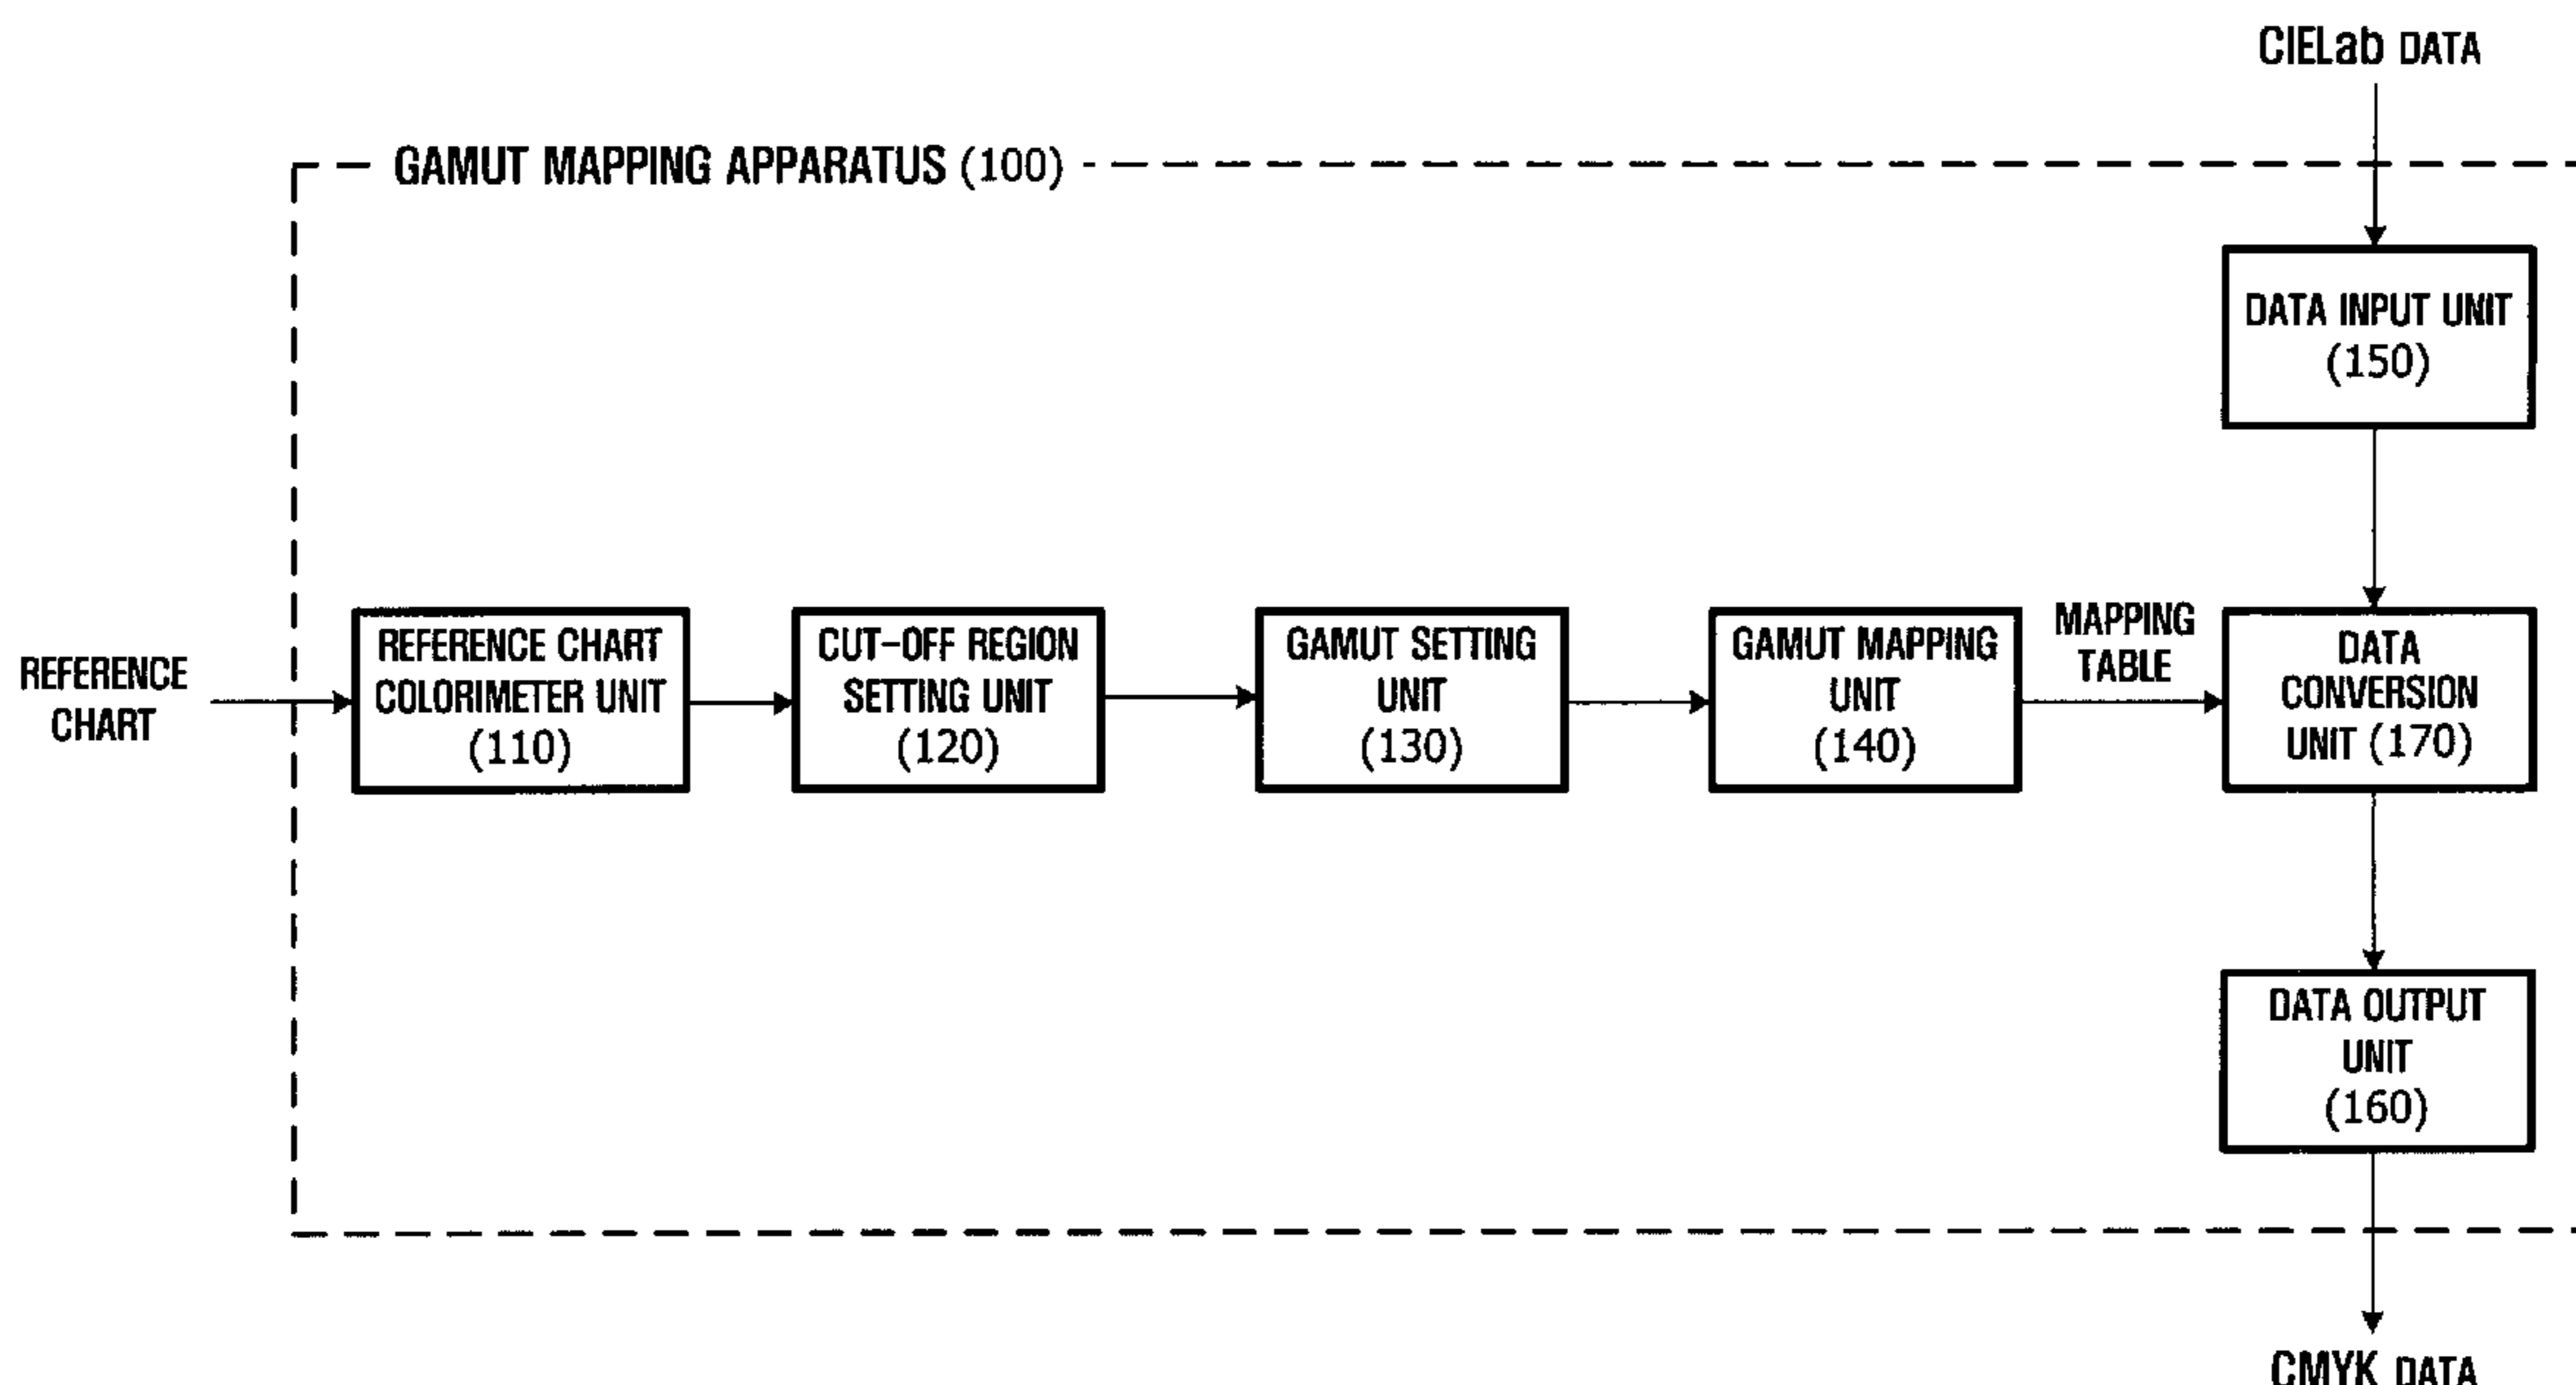 CIELab DATA
GAMUT MAPPING APPARATUS (100)
DATA INPUT UNIT
(150)
REFERENCE
CHART
REFERENCE CHART
COLORIMETER UNIT
(110)
CUT-OFF REGION
SETTING UNIT
(120)
GAMUT SETTING
UNIT
(130)
GAMUT MAPPING
UNIT
(140)
MAPPING
TABLE
DATA
CONVERSION
UNIT (170)
DATA OUTPUT
UNIT
(160)
CMYK DATA